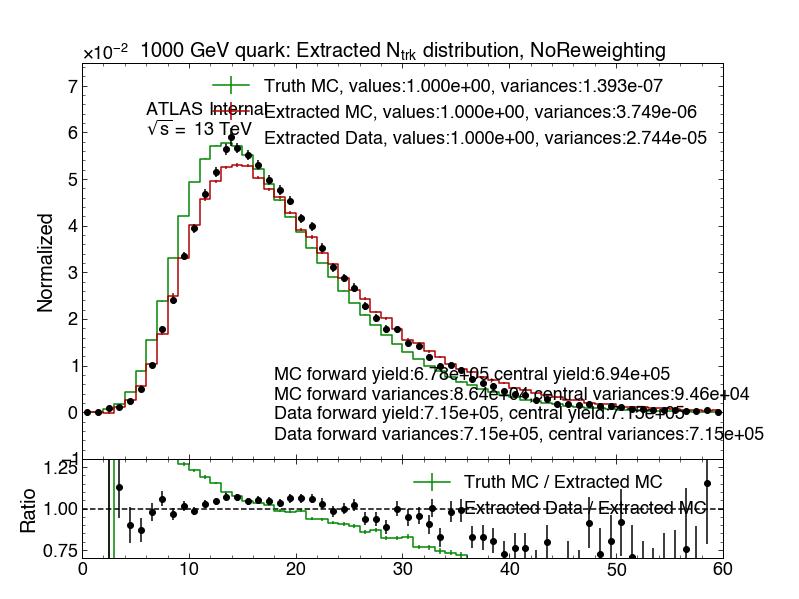 ×10⁻² 1000 GeV quark: Extracted Ntrk distribution, NoReweighting
Truth MC, values:1.000e+00, variances:1.393e-07
ATLAS Internal
Extracted MC, values:1.000e+00, variances:3.749e-06
√s = 13 TeV
Extracted Data, values:1.000e+00, variances:2.744e-05
7
6
5
4
3
2
1
0
-1
Normalized
MC forward yield:6.78e+05 central yield:6.94e+05
MC forward variances:8.64e+04, central variances:9.46e+04
Data forward yield:7.15e+05, central yield:7.15e+05
Data forward variances:7.15e+05, central variances:7.15e+05
Truth MC / Extracted MC
Extracted Data / Extracted MC
1.25
1.00
0.75
Ratio
0 10 20 30 40 50 60